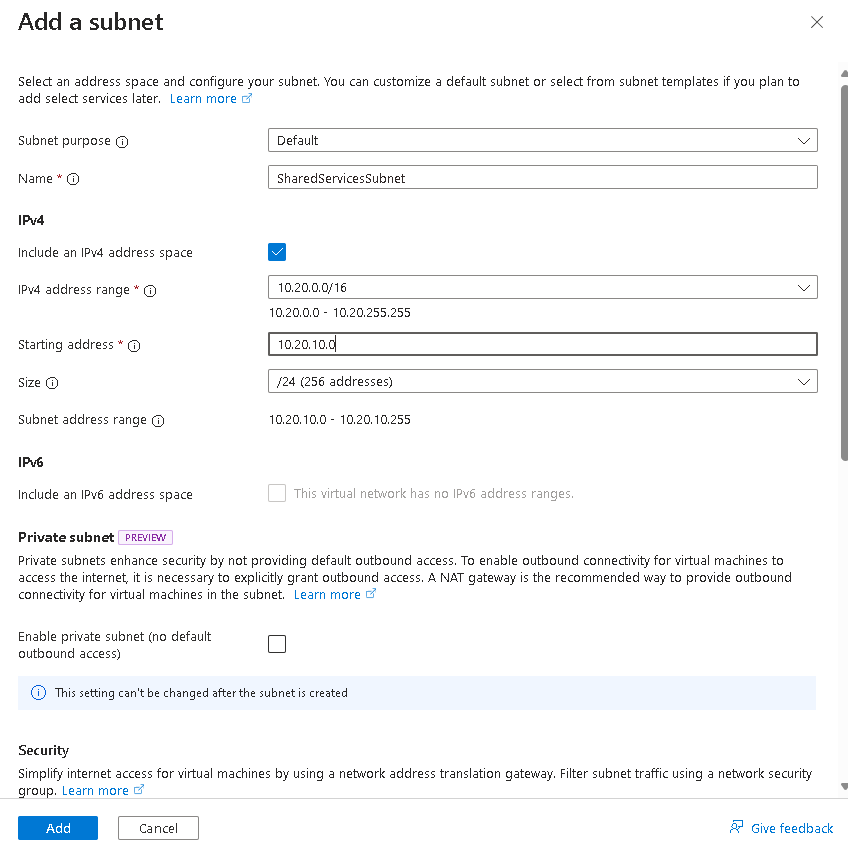 Add a subnet
Select an address space and configure your subnet. You can customize a default subnet or select from subnet templates if you plan to
add select services later. Learn more
Subnet purpose
Default
Name *
SharedServicesSubnet
IPv4
Include an IPv4 address space
IPv4 address range *
10.20.0.0/16
10.20.0.0 - 10.20.255.255
Starting address *
10.20.10.0
Size
/24 (256 addresses)
Subnet address range
10.20.10.0 - 10.20.10.255
IPv6
Include an IPv6 address space
This virtual network has no IPv6 address ranges.
Private subnet PREVIEW
Private subnets enhance security by not providing default outbound access. To enable outbound connectivity for virtual machines to
access the internet, it is necessary to explicitly grant outbound access. A NAT gateway is the recommended way to provide outbound
connectivity for virtual machines in the subnet. Learn more
Enable private subnet (no default
outbound access)
This setting can't be changed after the subnet is created
Security
Simplify internet access for virtual machines by using a network address translation gateway. Filter subnet traffic using a network security
group. Learn more
Add
Cancel
Give feedback